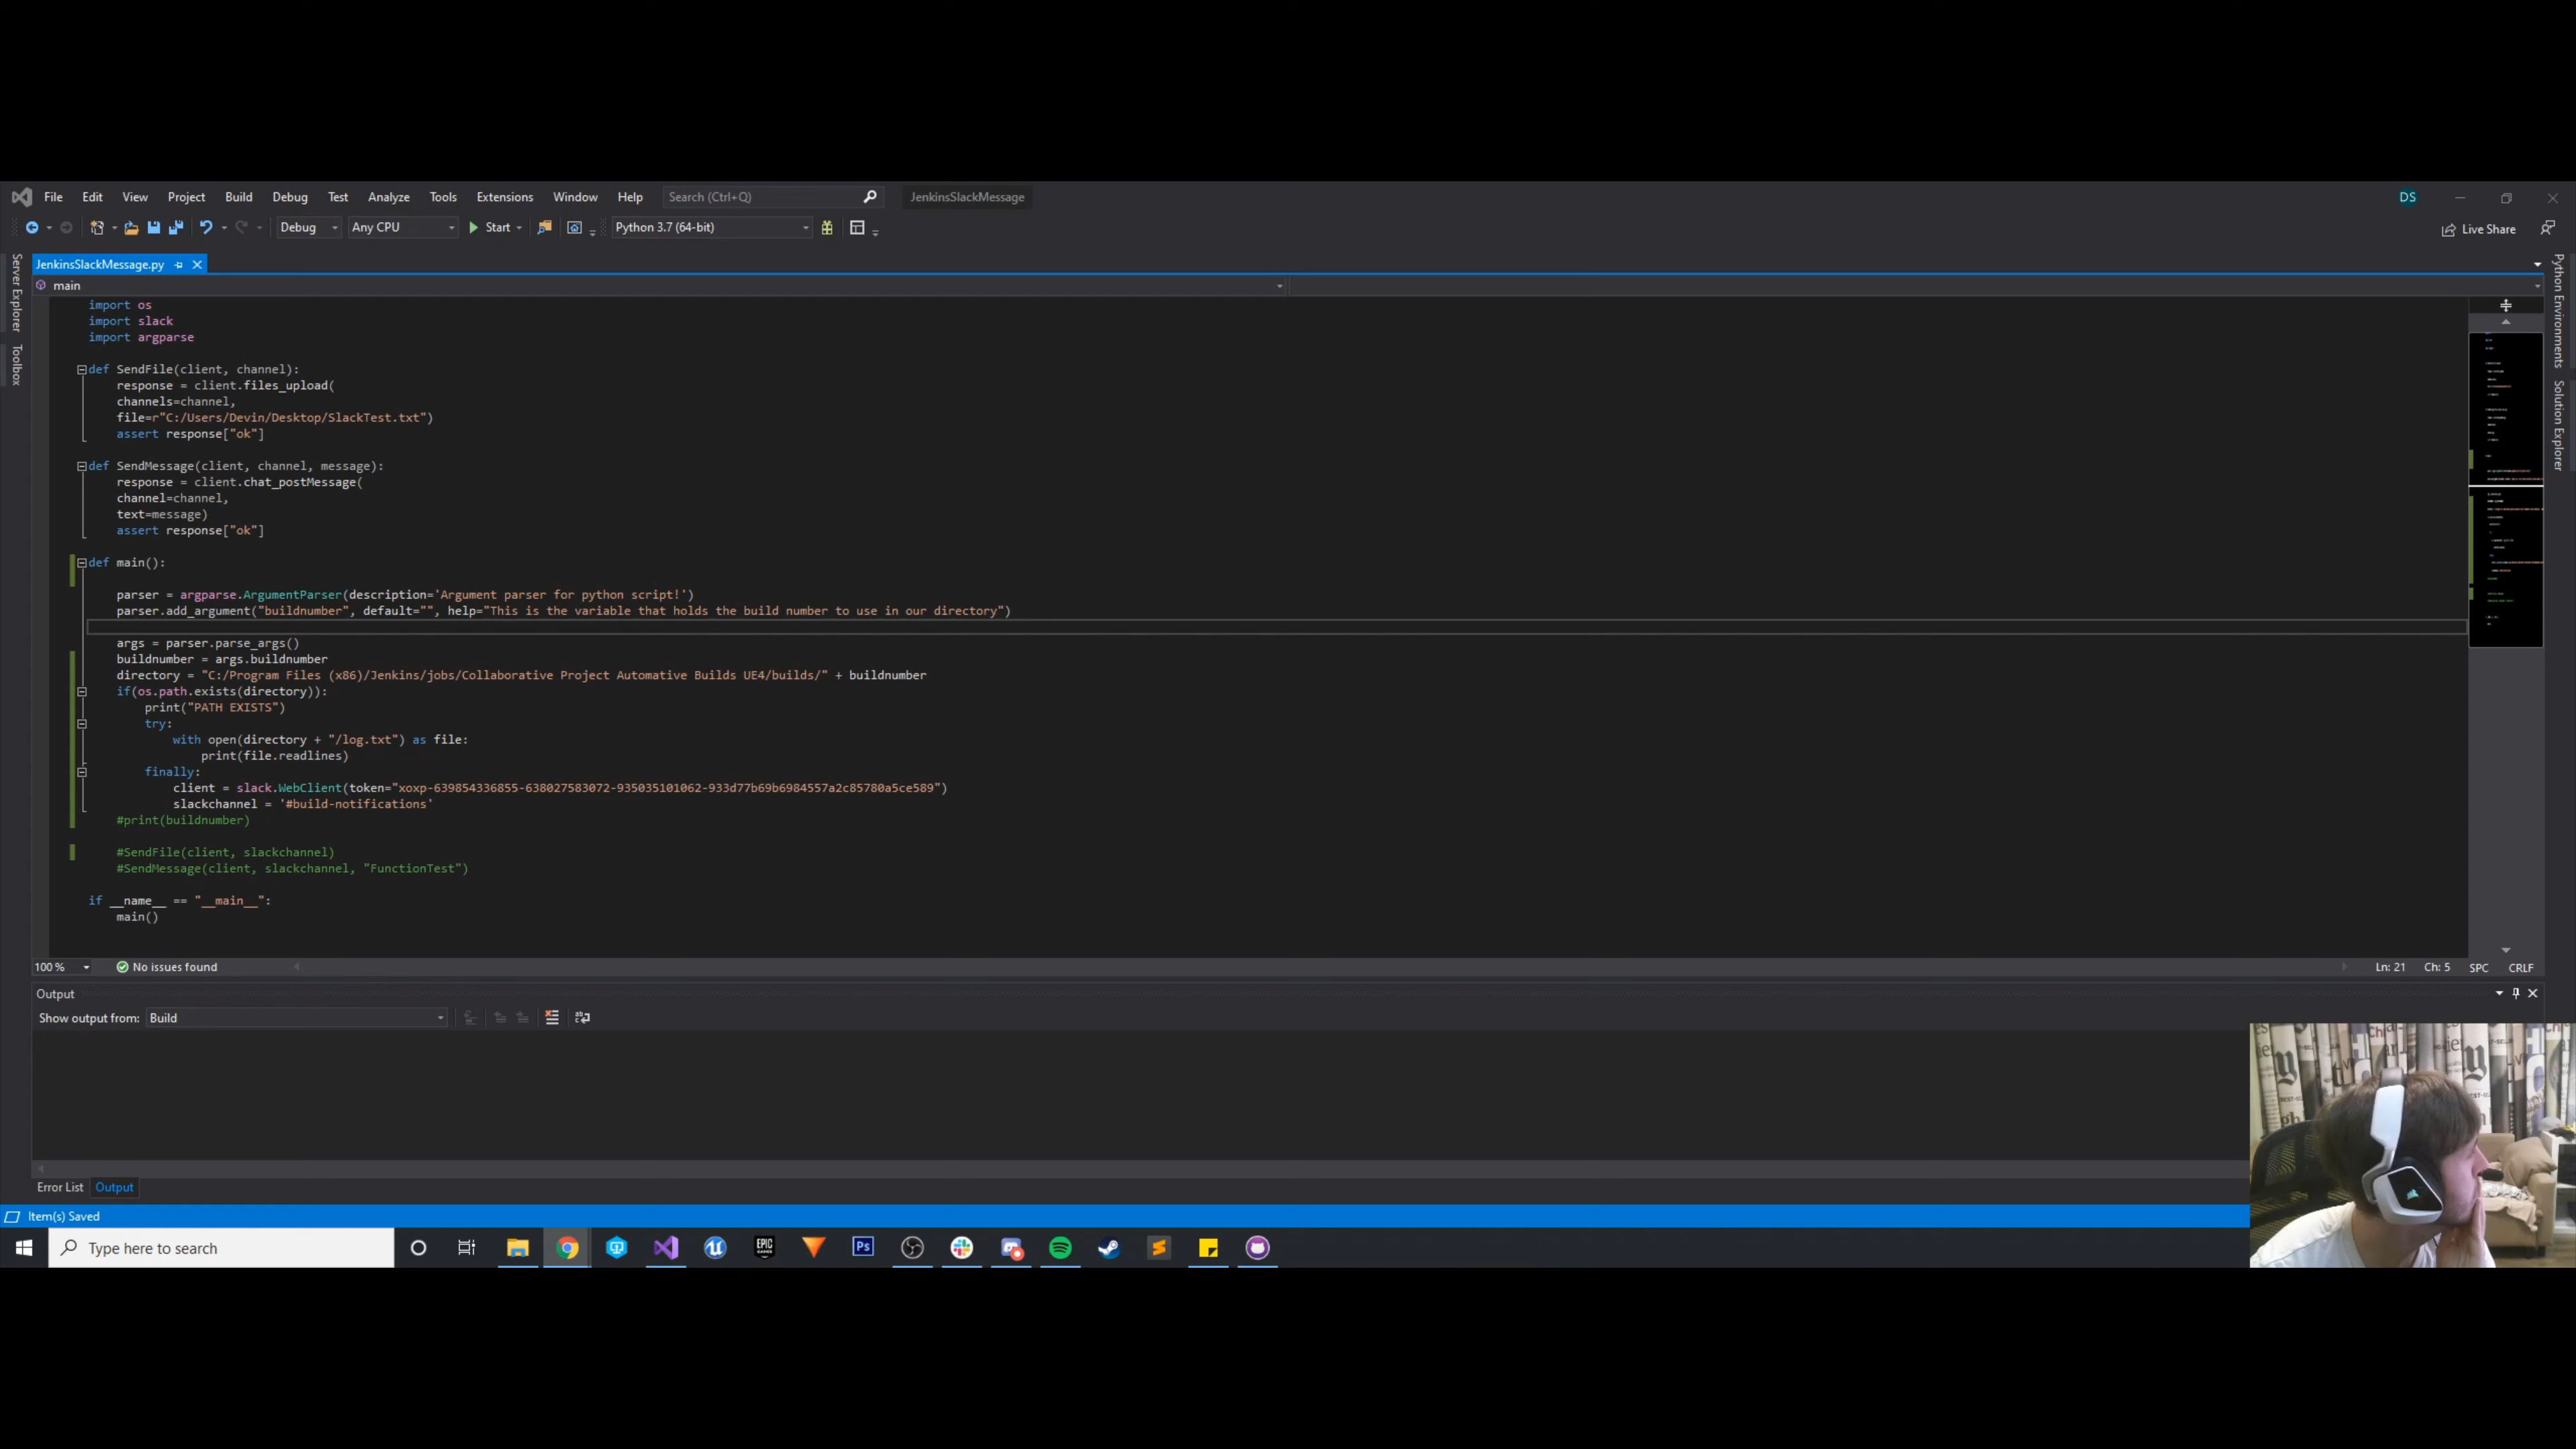 File Edit View Project Build Debug Test Analyze Tools Extensions Window Help Search (Ctrl+Q) JenkinsSlackMessage DS
Debug Any CPU Start Python 3.7 (64-bit) Live Share
Server Explorer
Toolbox
JenkinsSlackMessage.py
main
import os
import slack
import argparse
def SendFile(client, channel):
response = client.files_upload(
channels=channel,
file=r"C:/Users/Devin/Desktop/SlackTest.txt")
assert response["ok"]
def SendMessage(client, channel, message):
response = client.chat_postMessage(
channel=channel,
text=message)
assert response["ok"]
def main():
parser = argparse.ArgumentParser(description='Argument parser for python script!')
parser.add_argument("buildnumber", default="", help="This is the variable that holds the build number to use in our directory")
args = parser.parse_args()
buildnumber = args.buildnumber
directory = "C:/Program Files (x86)/Jenkins/jobs/Collaborative Project Automative Builds UE4/builds/" + buildnumber
if(os.path.exists(directory)):
print("PATH EXISTS")
try:
with open(directory + "/log.txt") as file:
print(file.readlines)
finally:
client = slack.WebClient(token="xoxp-639854336855-638027583072-935035101062-933d77b69b6984557a2c85780a5ce589")
slackchannel = '#build-notifications'
#print(buildnumber)
#SendFile(client, slackchannel)
#SendMessage(client, slackchannel, "FunctionTest")
if __name__ == "__main__":
main()
Python Environments
Solution Explorer
100 % No issues found Ln: 21 Ch: 5 SPC CRLF
Output
Show output from: Build
Error List Output
Item(s) Saved
Type here to search